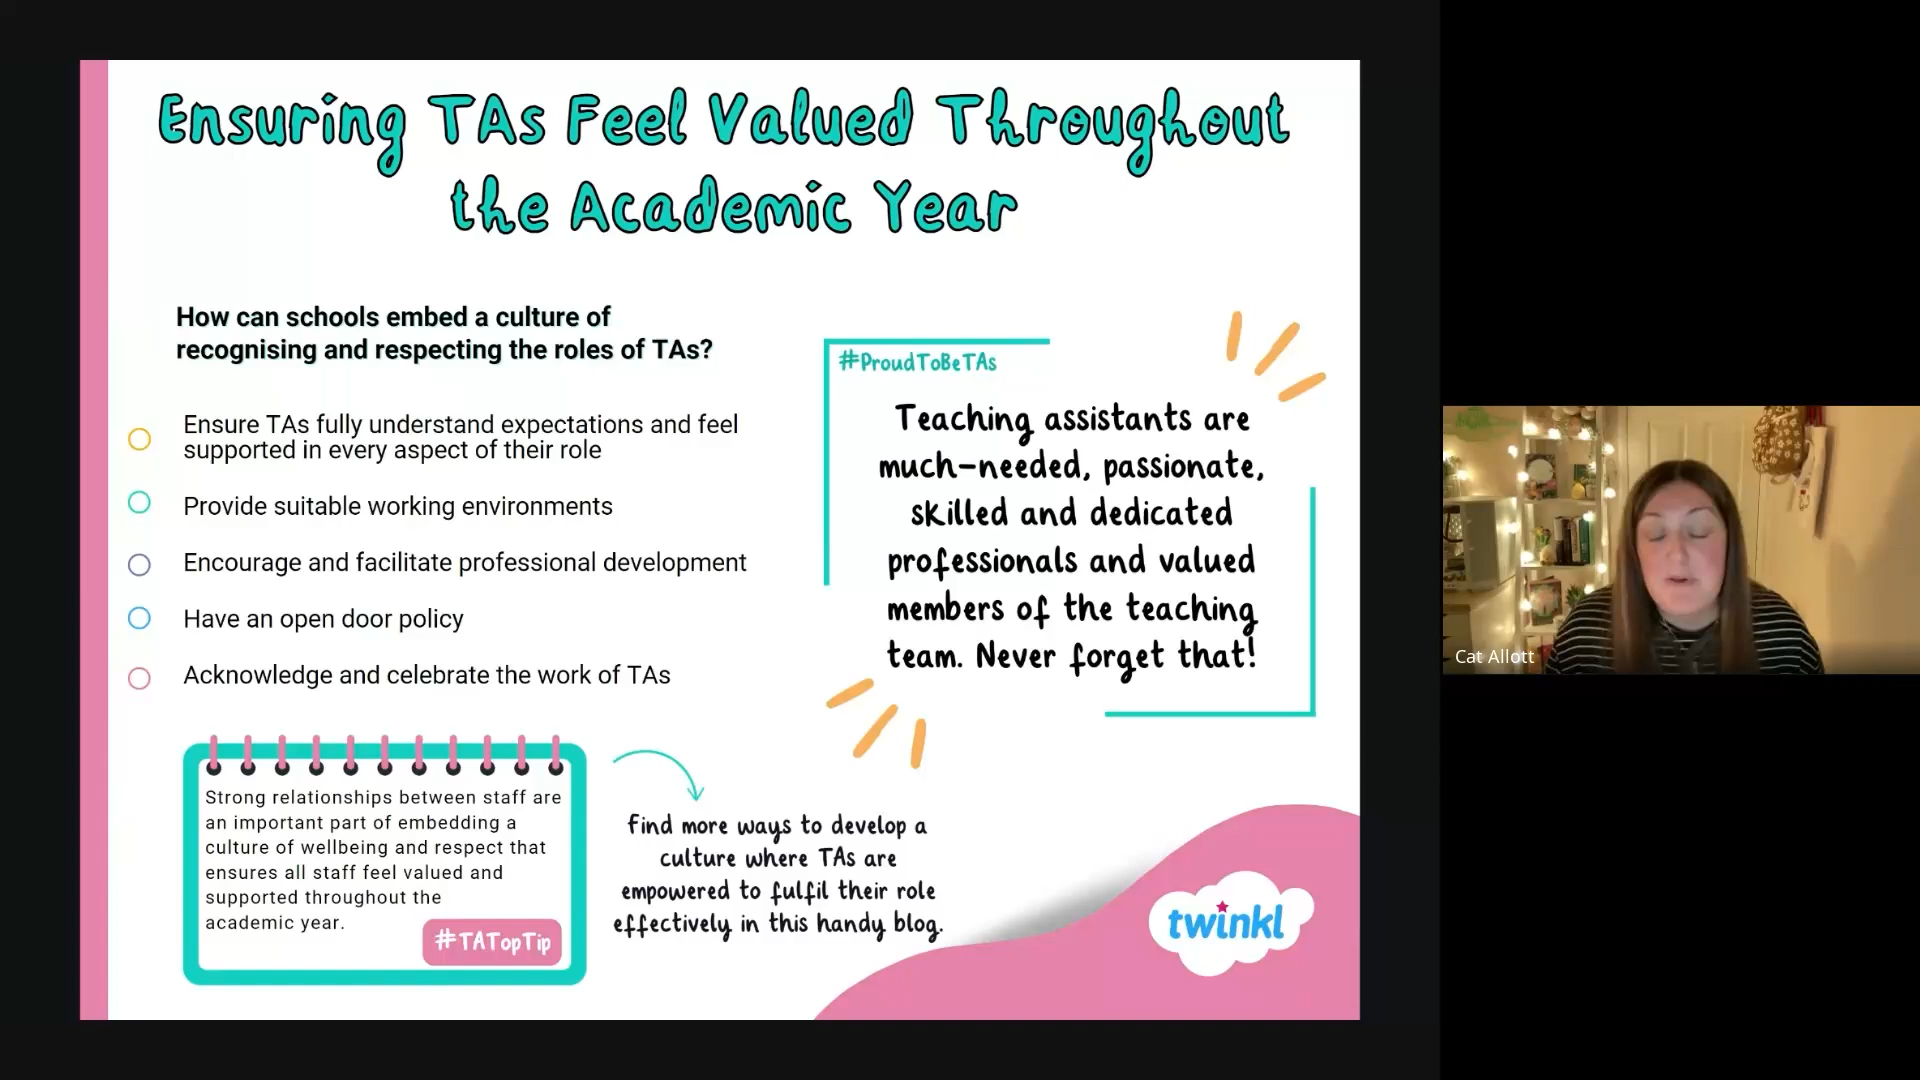 Ensuring TAs Feel Valued Throughout
the Academic Year
How can schools embed a culture of
recognising and respecting the roles of TAs?
Ensure TAs fully understand expectations and feel
supported in every aspect of their role
Provide suitable working environments
Encourage and facilitate professional development
Have an open door policy
Acknowledge and celebrate the work of TAs
#ProudToBeTAs
Teaching assistants are
much-needed, passionate,
skilled and dedicated
professionals and valued
members of the teaching
team. Never forget that!
Strong relationships between staff are
an important part of embedding a
culture of wellbeing and respect that
ensures all staff feel valued and
supported throughout the
academic year.
#TATopTip
Find more ways to develop a
culture where TAs are
empowered to fulfil their role
effectively in this handy blog.
twinkl
Cat Allott